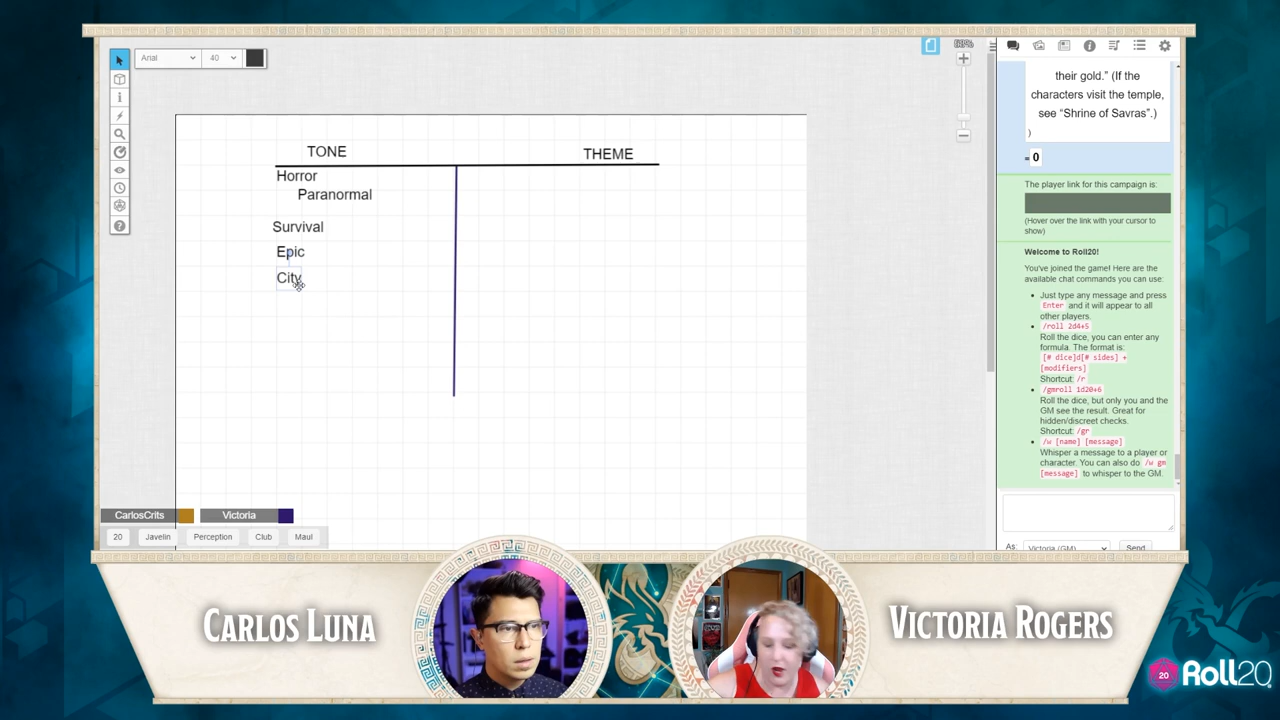 Arial
40
TONE
THEME
Horror
Paranormal
Survival
Epic
City
their gold." (If the
characters visit the temple,
see "Shrine of Savras".)
)
= 0
The player link for this campaign is:
(Hover over the link with your cursor to
show)
Welcome to Roll20!
You've joined the game! Here are the
available chat commands you can use:
Just type any message and press
Enter and it will appear to all
other players.
/roll 2d4+5
Roll the dice, you can enter any
formula. The format is:
[# dice]d[# sides] +
[modifiers]
Shortcut: /r
/gmroll 1d20+6
Roll the dice, but only you and the
GM see the result. Great for
hidden/discreet checks.
Shortcut: /gr
/w [name] [message]
Whisper a message to a player or
character. You can also do /w gm
[message] to whisper to the GM.
As: Victoria (GM) Send
CarlosCrits
Victoria
20 Javelin Perception Club Maul
CARLOS LUNA
VICTORIA ROGERS
20 Roll20